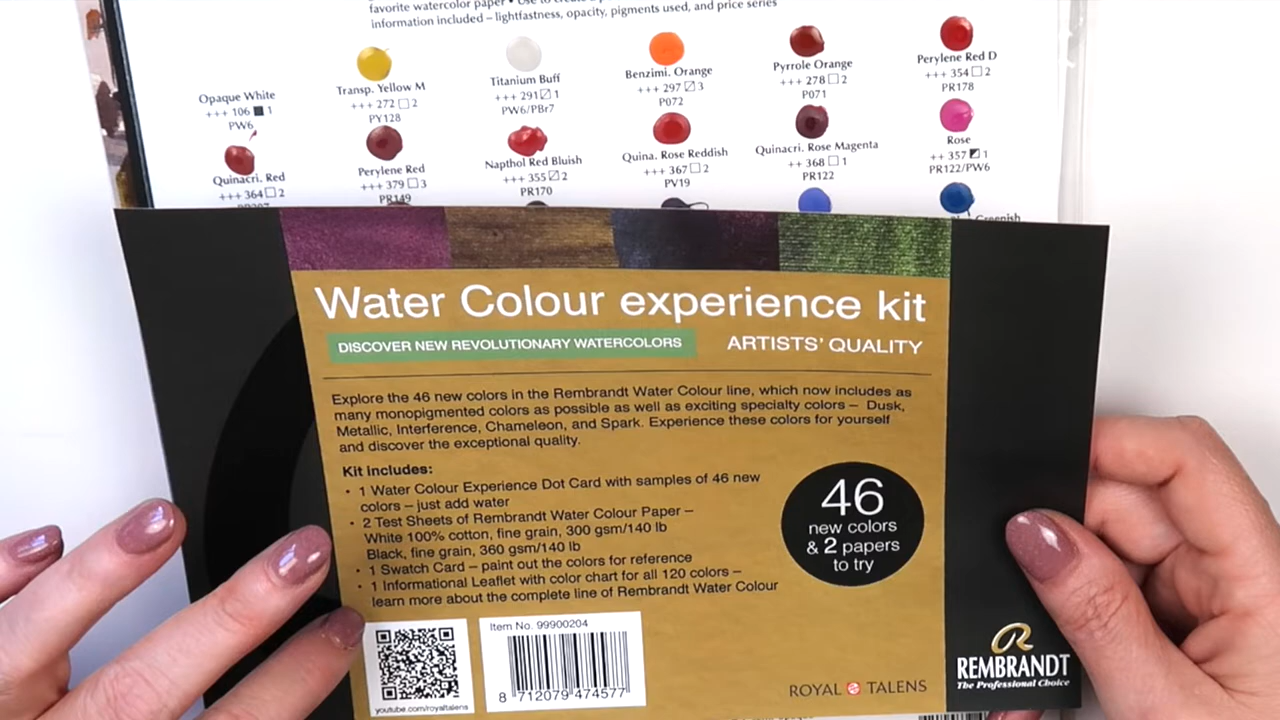 favorite watercolor paper • Use to create a
information included – lightfastness, opacity, pigments used, and price series
Opaque White
+++ 106 ■ 1
PW6
Transp. Yellow M
+++ 272 □ 2
PY128
Titanium Buff
+++ 291 ⍁ 1
PW6/PBr7
Benzimi. Orange
+++ 297 ⍁ 3
PO72
Pyrrole Orange
+++ 278 □ 2
PO71
Perylene Red D
+++ 354 □ 2
PR178
Quinacri. Red
+++ 364 □ 2
Perylene Red
+++ 379 □ 3
PR149
Napthol Red Bluish
+++ 355 ⍁ 2
PR170
Quina. Rose Reddish
+++ 367 □ 2
PV19
Quinacri. Rose Magenta
++ 368 □ 1
PR122
Rose
++ 357 ◩ 1
PR122/PW6
Greenish
Water Colour experience kit
DISCOVER NEW REVOLUTIONARY WATERCOLORS
ARTISTS' QUALITY
Explore the 46 new colors in the Rembrandt Water Colour line, which now includes as
many monopigmented colors as possible as well as exciting specialty colors – Dusk,
Metallic, Interference, Chameleon, and Spark. Experience these colors for yourself
and discover the exceptional quality.
Kit includes:
• 1 Water Colour Experience Dot Card with samples of 46 new
colors – just add water
• 2 Test Sheets of Rembrandt Water Colour Paper –
White 100% cotton, fine grain, 300 gsm/140 lb
Black, fine grain, 360 gsm/140 lb
• 1 Swatch Card – paint out the colors for reference
• 1 Informational Leaflet with color chart for all 120 colors –
learn more about the complete line of Rembrandt Water Colour
46
new colors
& 2 papers
to try
youtube.com/royaltalens
Item No. 99900204
8 712079 474577
ROYAL TALENS
REMBRANDT
The Professional Choice